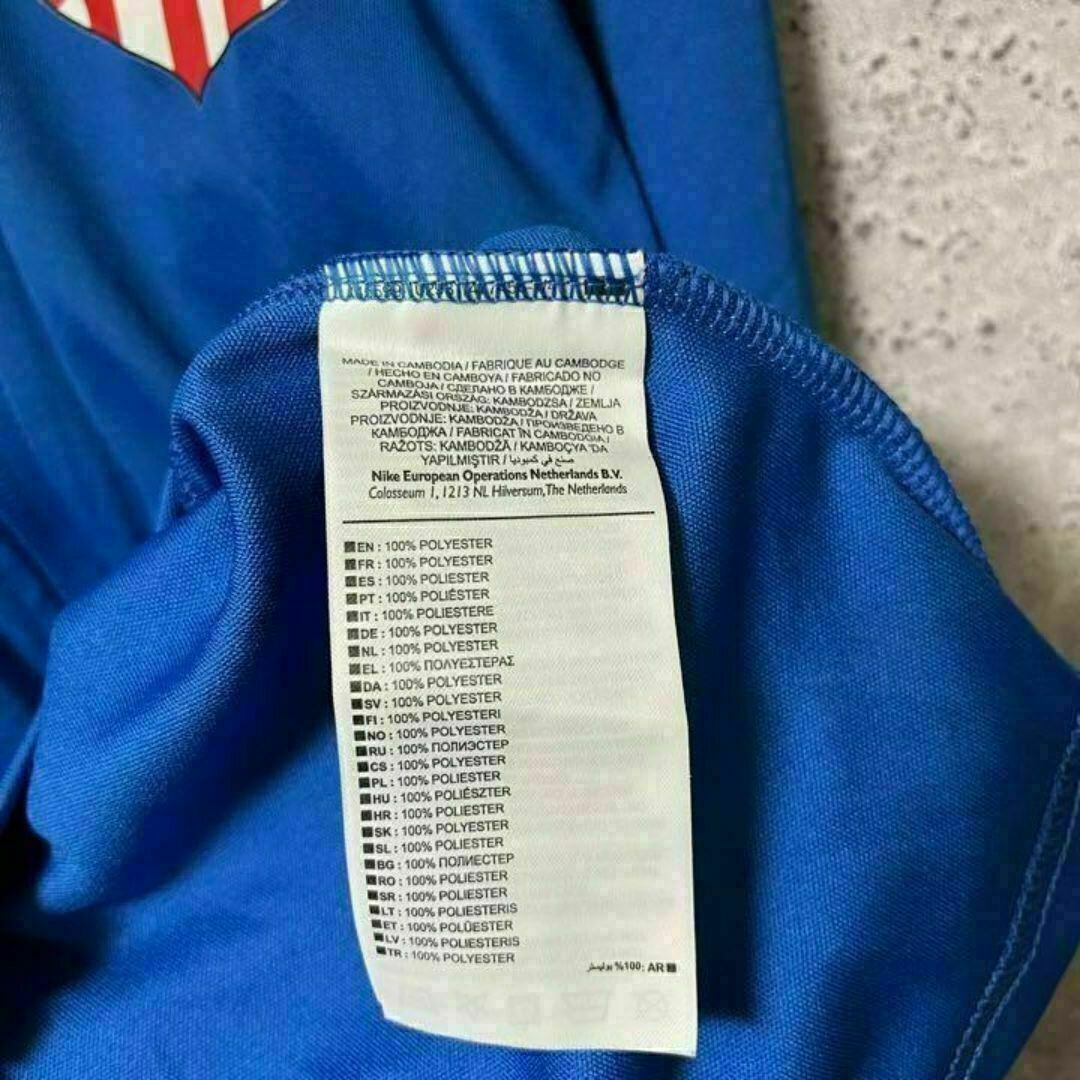 MADE IN CAMBODIA / FABRIQUE AU CAMBODGE
/ HECHO EN CAMBOYA / FABRICADO NO
CAMBOJA / СДЕЛАНО В КАМБОДЖЕ /
SZÁRMAZÁSI ORSZÁG: KAMBODZSA / ZEMLJA
PROIZVODNJE: KAMBODŽA / DRŽAVA
PROIZVODNJE: KAMBODŽA / ПРОИЗВЕДЕНО В
КАМБОДЖА / FABRICAT ÎN CAMBODGIA /
RAŽOTS: KAMBODŽĀ / KAMBOÇYA'DA
YAPILMIŞTIR / صنع في كمبوديا
Nike European Operations Netherlands B.V.
Colosseum 1, 1213 NL Hilversum, The Netherlands
EN : 100% POLYESTER
FR : 100% POLYESTER
ES : 100% POLIESTER
PT : 100% POLIÉSTER
IT : 100% POLIESTERE
DE : 100% POLYESTER
NL : 100% POLYESTER
EL : 100% ΠΟΛΥΕΣΤΕΡΑΣ
DA : 100% POLYESTER
SV : 100% POLYESTER
FI : 100% POLYESTERI
NO : 100% POLYESTER
RU : 100% ПОЛИЭСТЕР
CS : 100% POLYESTER
PL : 100% POLIESTER
HU : 100% POLIÉSZTER
HR : 100% POLIESTER
SK : 100% POLYESTER
SL : 100% POLIESTER
BG : 100% ПОЛИЕСТЕР
RO : 100% POLIESTER
SR : 100% POLIESTER
LT : 100% POLIESTERIS
ET : 100% POLÜESTER
LV : 100% POLIESTERIS
TR : 100% POLYESTER
AR :100% بوليستر